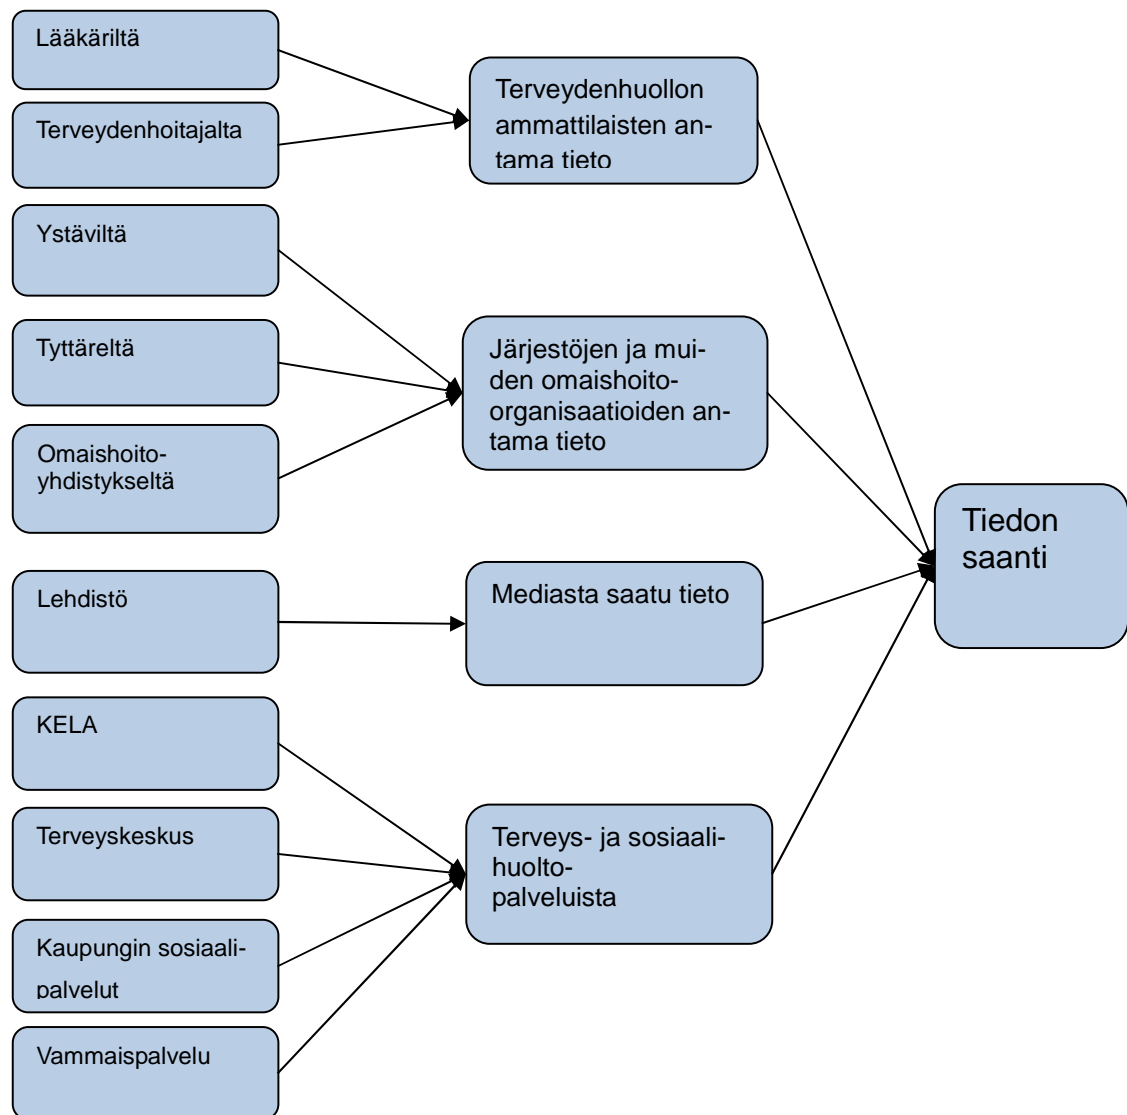 Lääkäriltä
Terveydenhoitajalta
Ystäviltä
Tyttäreltä
Omaishoito-
yhdistykseltä
Lehdistö
KELA
Terveyskeskus
Kaupungin sosiaali-
palvelut
Vammaispalvelu
Terveydenhuollon
ammattilaisten an-
tama tieto
Järjestöjen ja mui-
den omaishoito-
organisaatioiden an-
tama tieto
Mediasta saatu tieto
Terveys- ja sosiaali-
huolto-
palveluista
Tiedon
saanti